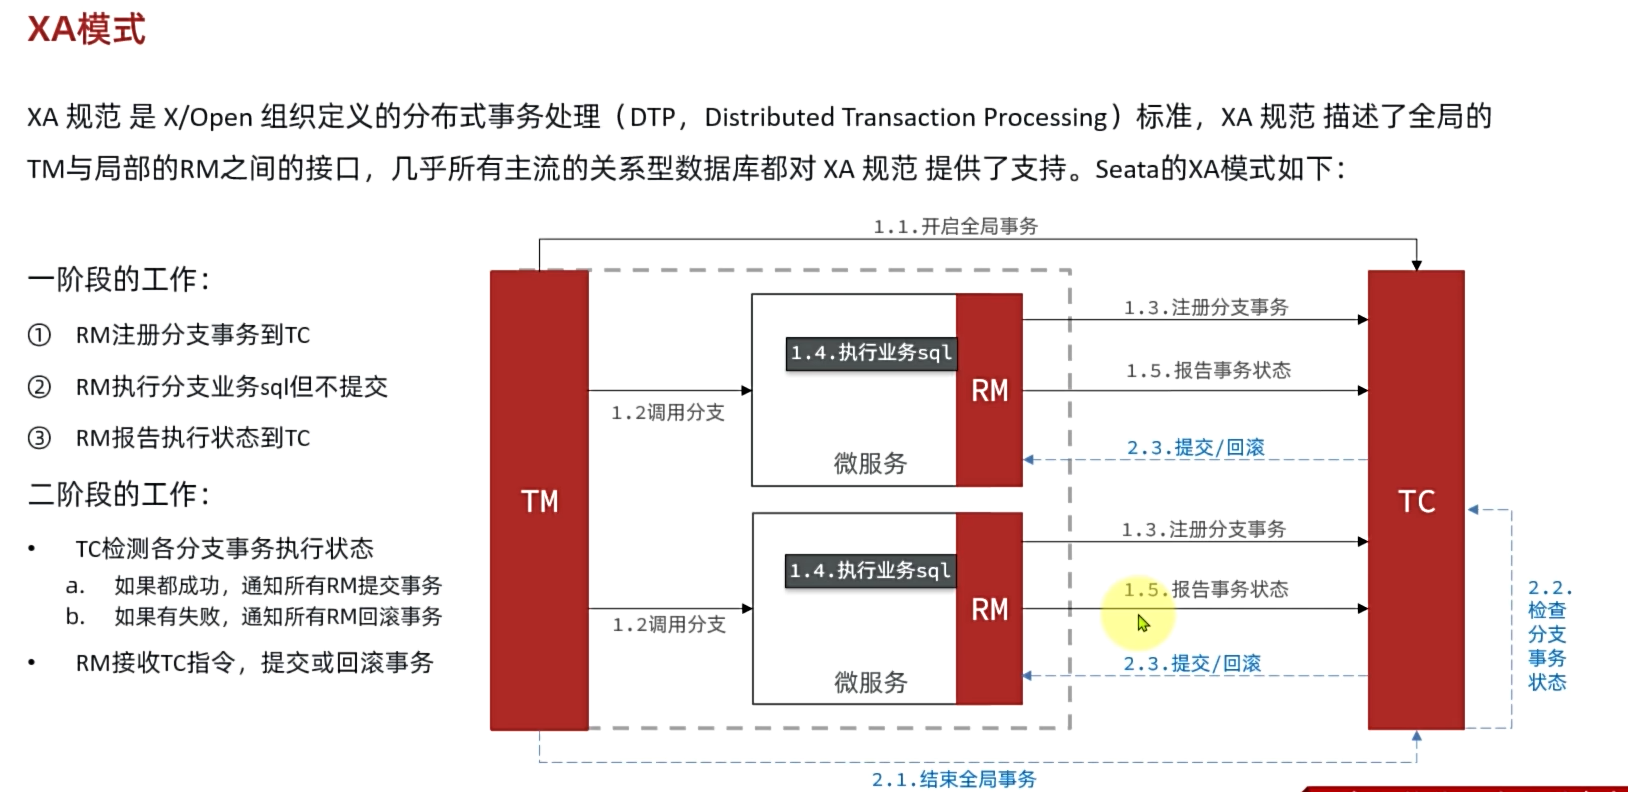 XA模式
XA 规范 是 X/Open 组织定义的分布式事务处理（DTP，Distributed Transaction Processing）标准，XA 规范 描述了全局的
TM与局部的RM之间的接口，几乎所有主流的关系型数据库都对 XA 规范 提供了支持。Seata的XA模式如下：
一阶段的工作：
① RM注册分支事务到TC
② RM执行分支业务sql但不提交
③ RM报告执行状态到TC
二阶段的工作：
• TC检测各分支事务执行状态
a. 如果都成功，通知所有RM提交事务
b. 如果有失败，通知所有RM回滚事务
• RM接收TC指令，提交或回滚事务
1.1.开启全局事务
TM
1.2调用分支
1.4.执行业务sql
微服务
RM
1.3.注册分支事务
1.5.报告事务状态
2.3.提交/回滚
1.2调用分支
1.4.执行业务sql
微服务
RM
1.3.注册分支事务
1.5.报告事务状态
2.3.提交/回滚
TC
2.2.
检查
分支
事务
状态
2.1.结束全局事务